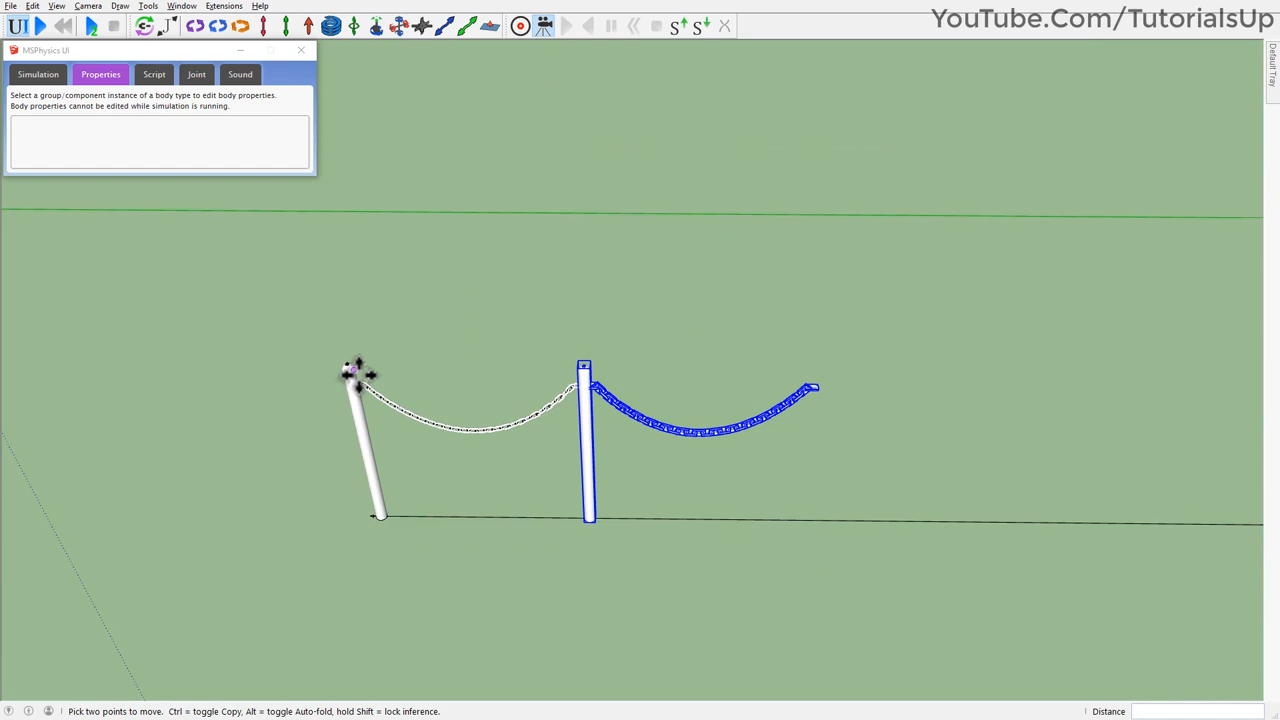 File Edit View Camera Draw Tools Window Extensions Help
YouTube.Com/TutorialsUp
UI
MSPhysics UI
Simulation Properties Script Joint Sound
Select a group/component instance of a body type to edit body properties.
Body properties cannot be edited while simulation is running.
Default Tray
Pick two points to move. Ctrl = toggle Copy, Alt = toggle Auto-fold, hold Shift = lock inference.
Distance